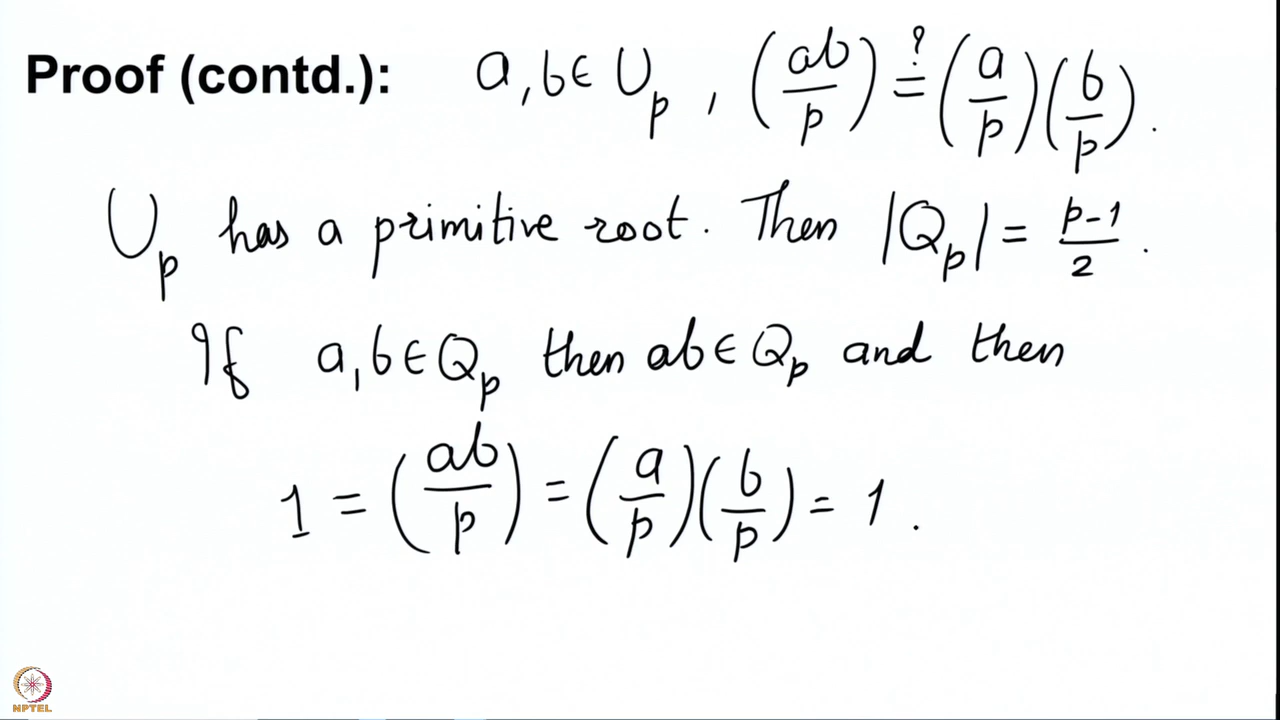 Proof (contd.): a, b ∈ U_p, (ab/p) ?= (a/p)(b/p).
U_p has a primitive root. Then |Q_p| = (p-1)/2.
If a, b ∈ Q_p then ab ∈ Q_p and then
1 = (ab/p) = (a/p)(b/p) = 1.
NPTEL